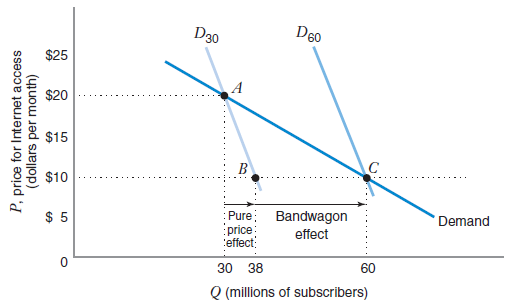 D30
D60
$25
$20
$15
$10
$ 5
0
P, price for Internet access
(dollars per month)
A
B
C
Pure
price
effect
Bandwagon
effect
Demand
30 38 60
Q (millions of subscribers)